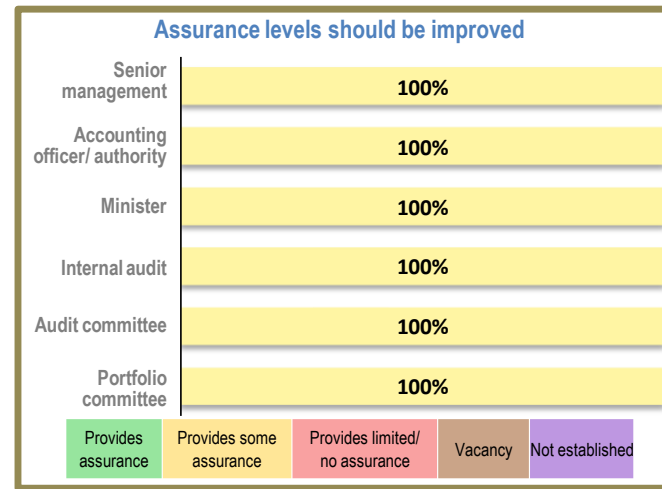 Assurance levels should be improved
Senior
management
100%
Accounting
officer/ authority
100%
Minister
100%
Internal audit
100%
Audit committee
100%
Portfolio
committee
100%
Provides
assurance
Provides some
assurance
Provides limited/
no assurance
Vacancy
Not established